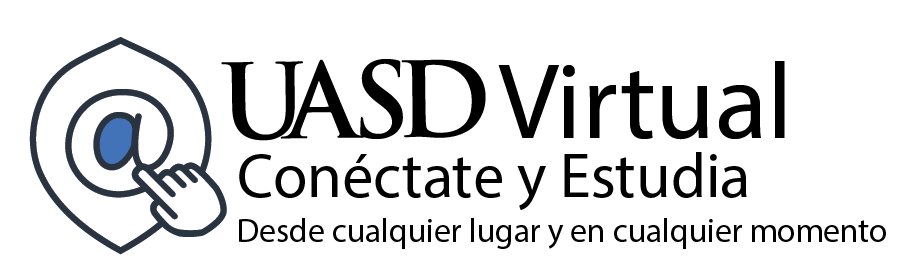 UASD Virtual
Conéctate y Estudia
Desde cualquier lugar y en cualquier momento